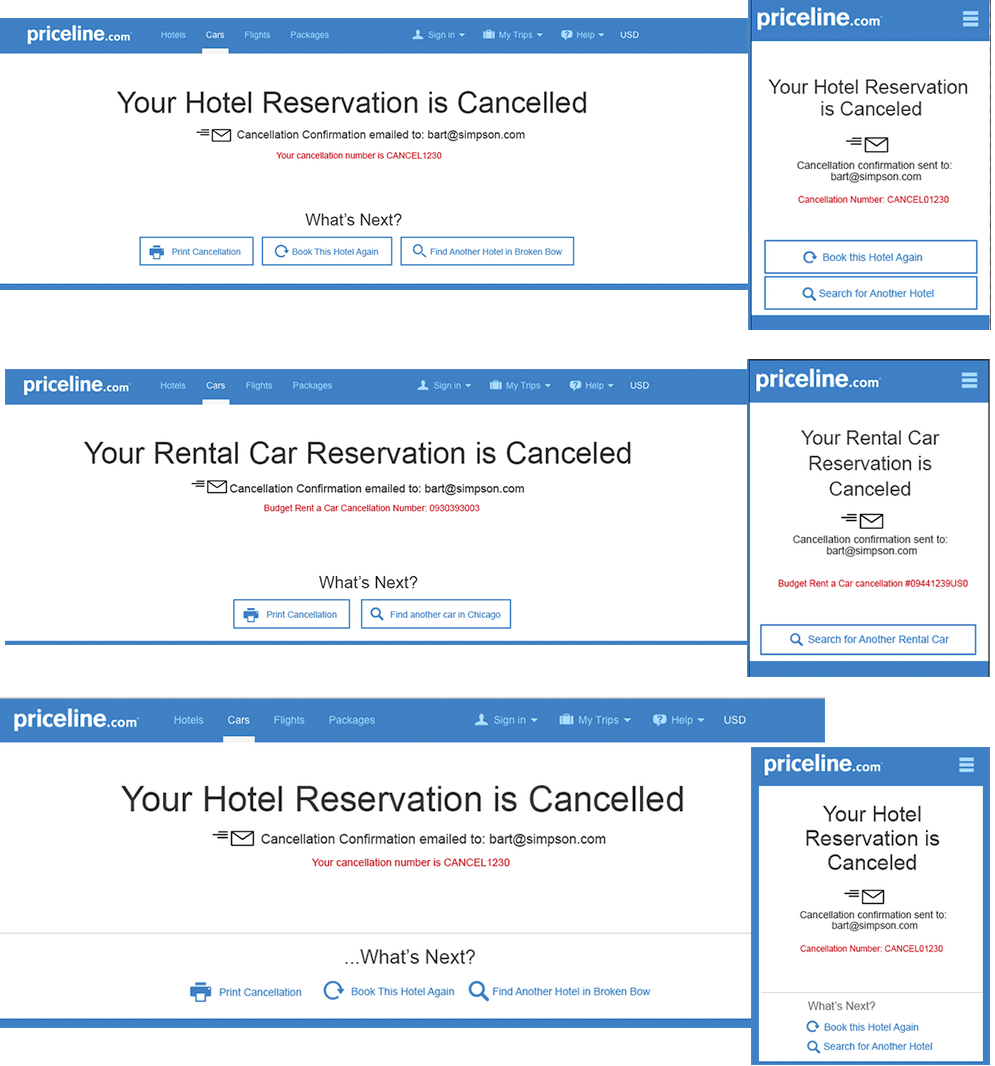 priceline.com Hotels Cars Flights Packages Sign in My Trips Help USD
Your Hotel Reservation is Cancelled
Cancellation Confirmation emailed to: bart@simpson.com
Your cancellation number is CANCEL1230
What's Next?
Print Cancellation Book This Hotel Again Find Another Hotel in Broken Bow
priceline.com
Your Hotel Reservation
is Canceled
Cancellation confirmation sent to:
bart@simpson.com
Cancellation Number: CANCEL01230
Book this Hotel Again
Search for Another Hotel
priceline.com Hotels Cars Flights Packages Sign in My Trips Help USD
Your Rental Car Reservation is Canceled
Cancellation Confirmation emailed to: bart@simpson.com
Budget Rent a Car Cancellation Number: 0930393003
What's Next?
Print Cancellation Find another car in Chicago
priceline.com
Your Rental Car
Reservation is
Canceled
Cancellation confirmation sent to:
bart@simpson.com
Budget Rent a Car cancellation #09441239US0
Search for Another Rental Car
priceline.com Hotels Cars Flights Packages Sign in My Trips Help USD
Your Hotel Reservation is Cancelled
Cancellation Confirmation emailed to: bart@simpson.com
Your cancellation number is CANCEL1230
...What's Next?
Print Cancellation Book This Hotel Again Find Another Hotel in Broken Bow
priceline.com
Your Hotel
Reservation is
Canceled
Cancellation confirmation sent to:
bart@simpson.com
Cancellation Number: CANCEL01230
What's Next?
Book this Hotel Again
Search for Another Hotel